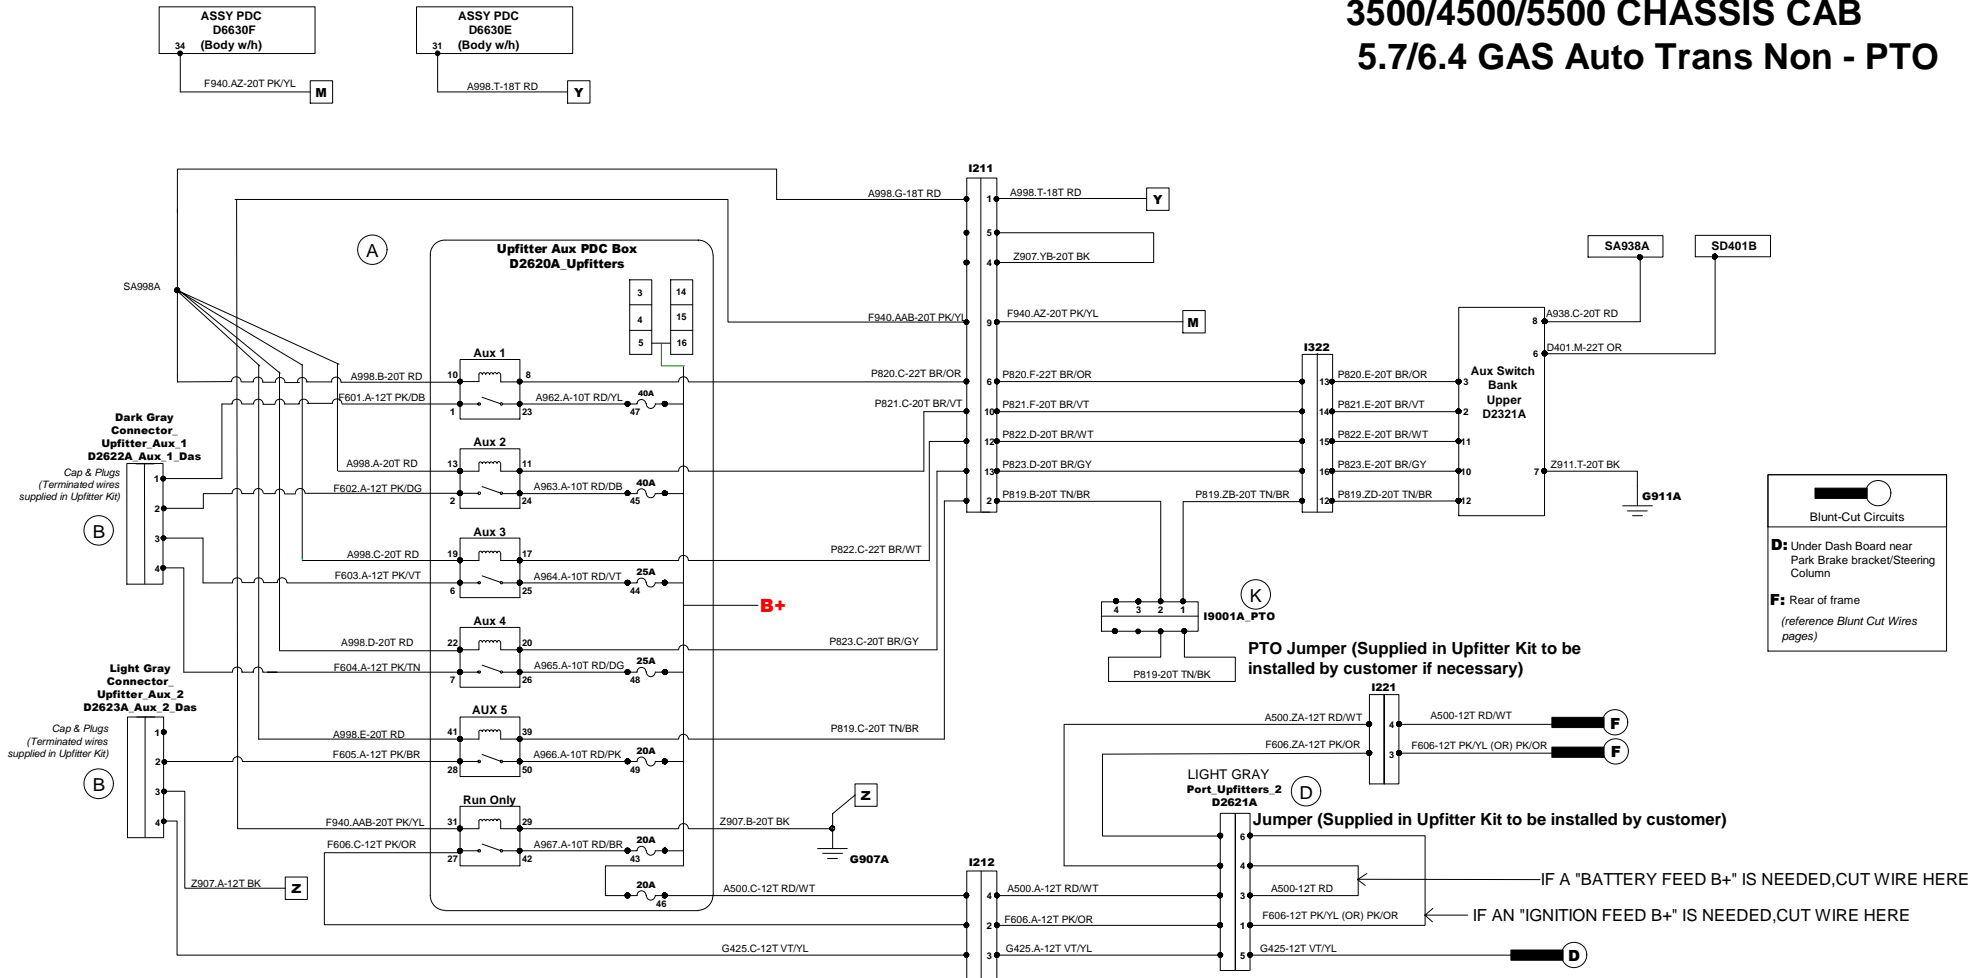 3500/4500/5500 CHASSIS CAB
5.7/6.4 GAS Auto Trans Non - PTO
ASSY PDC
D6630F
(Body w/h)
34
F940.AZ-20T PK/YL
M
ASSY PDC
D6630E
(Body w/h)
31
A998.T-18T RD
Y
I211
A998.G-18T RD
1
A998.T-18T RD
Y
5
4
Z907.YB-20T BK
F940.AAB-20T PK/YL
9
F940.AZ-20T PK/YL
M
P820.C-22T BR/OR
6
P820.F-22T BR/OR
P821.C-20T BR/VT
10
P821.F-20T BR/VT
12
P822.D-20T BR/WT
13
P823.D-20T BR/GY
2
P819.B-20T TN/BR
P819.ZB-20T TN/BR
I322
13
P820.E-20T BR/OR
3
14
P821.E-20T BR/VT
2
15
P822.E-20T BR/WT
11
16
P823.E-20T BR/GY
10
12
P819.ZD-20T TN/BR
12
Aux Switch
Bank
Upper
D2321A
SA938A
SD401B
8
A938.C-20T RD
6
D401.M-22T OR
7
Z911.T-20T BK
G911A
A
Upfitter Aux PDC Box
D2620A_Upfitters
3
4
5
14
15
16
SA998A
Aux 1
A998.B-20T RD
10
8
F601.A-12T PK/DB
1
23
A962.A-10T RD/YL
40A
47
Aux 2
A998.A-20T RD
13
11
F602.A-12T PK/DG
2
24
A963.A-10T RD/DB
40A
45
Aux 3
A998.C-20T RD
19
17
P822.C-22T BR/WT
F603.A-12T PK/VT
6
25
A964.A-10T RD/VT
25A
44
B+
Aux 4
A998.D-20T RD
22
20
P823.C-20T BR/GY
F604.A-12T PK/TN
7
26
A965.A-10T RD/DG
25A
48
AUX 5
A998.E-20T RD
41
39
P819.C-20T TN/BR
F605.A-12T PK/BR
28
50
A966.A-10T RD/PK
20A
49
Run Only
F940.AAB-20T PK/YL
31
29
Z907.B-20T BK
Z
G907A
F606.C-12T PK/OR
27
42
A967.A-10T RD/BR
20A
43
20A
46
Dark Gray
Connector_
Upfitter_Aux_1
D2622A_Aux_1_Das
Cap & Plugs
(Terminated wires
supplied in Upfitter Kit)
1
2
3
4
B
Light Gray
Connector_
Upfitter_Aux_2
D2623A_Aux_2_Das
Cap & Plugs
(Terminated wires
supplied in Upfitter Kit)
1
2
3
4
B
Z907.A-12T BK
Z
I212
A500.C-12T RD/WT
4
A500.A-12T RD/WT
2
F606.A-12T PK/OR
G425.C-12T VT/YL
3
G425.A-12T VT/YL
4 3 2 1
I9001A_PTO
K
P819-20T TN/BK
PTO Jumper (Supplied in Upfitter Kit to be
installed by customer if necessary)
I221
A500.ZA-12T RD/WT
4
A500-12T RD/WT
F
F606.ZA-12T PK/OR
3
F606-12T PK/YL (OR) PK/OR
F
LIGHT GRAY
Port_Upfitters_2
D2621A
D
Jumper (Supplied in Upfitter Kit to be installed by customer)
6
4
3
A500-12T RD
1
F606-12T PK/YL (OR) PK/OR
5
G425-12T VT/YL
D
IF A "BATTERY FEED B+" IS NEEDED,CUT WIRE HERE
IF AN "IGNITION FEED B+" IS NEEDED,CUT WIRE HERE
Blunt-Cut Circuits
D: Under Dash Board near
Park Brake bracket/Steering
Column
F: Rear of frame
(reference Blunt Cut Wires
pages)